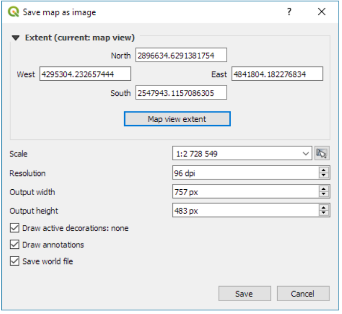 Save map as image ? ×
Extent (current: map view)
North 2896634.6291381754
West 4295304.232657444 East 4841804.182276834
South 2547943.1157086305
Map view extent
Scale 1:2 728 549
Resolution 96 dpi
Output width 757 px
Output height 483 px
Draw active decorations: none
Draw annotations
Save world file
Save Cancel